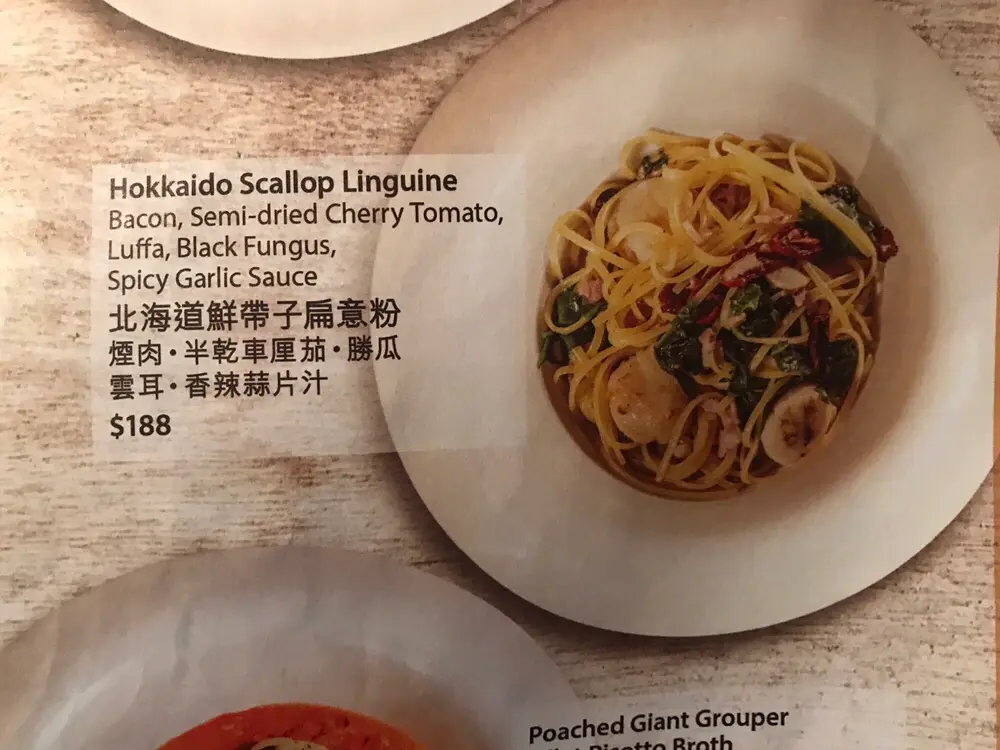 Hokkaido Scallop Linguine
Bacon, Semi-dried Cherry Tomato,
Luffa, Black Fungus,
Spicy Garlic Sauce
北海道鮮帶子扁意粉
煙肉・半乾車厘茄・勝瓜
雲耳・香辣蒜片汁
$188
Poached Giant Grouper
Risotto Broth